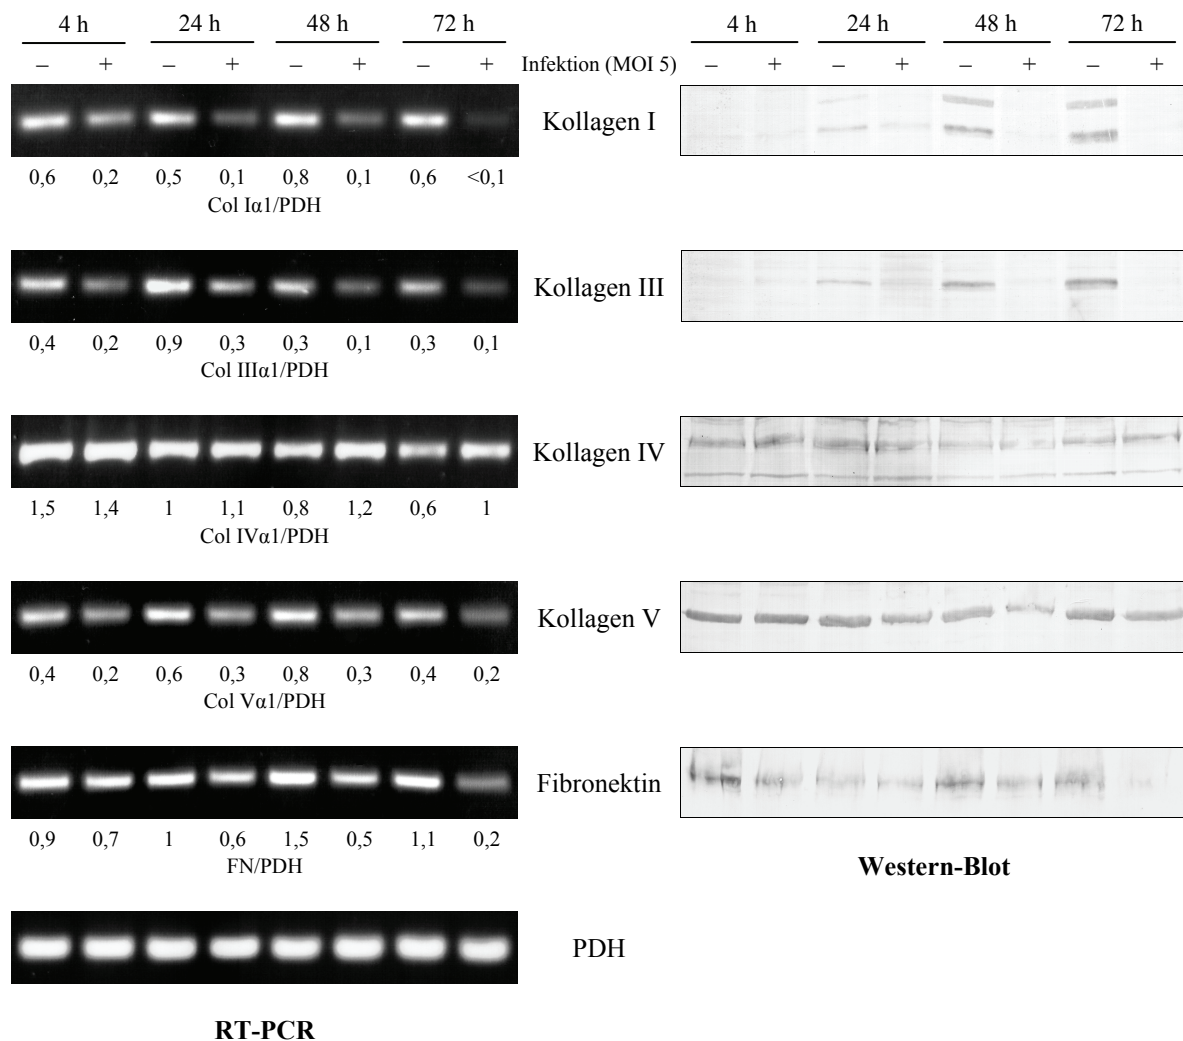 4 h 24 h 48 h 72 h 4 h 24 h 48 h 72 h
– + – + – + – + Infektion (MOI 5) – + – + – + – +
Kollagen I
0,6 0,2 0,5 0,1 0,8 0,1 0,6 <0,1
Col Iα1/PDH
Kollagen III
0,4 0,2 0,9 0,3 0,3 0,1 0,3 0,1
Col IIIα1/PDH
Kollagen IV
1,5 1,4 1 1,1 0,8 1,2 0,6 1
Col IVα1/PDH
Kollagen V
0,4 0,2 0,6 0,3 0,8 0,3 0,4 0,2
Col Vα1/PDH
Fibronektin
0,9 0,7 1 0,6 1,5 0,5 1,1 0,2
FN/PDH
Western-Blot
PDH
RT-PCR